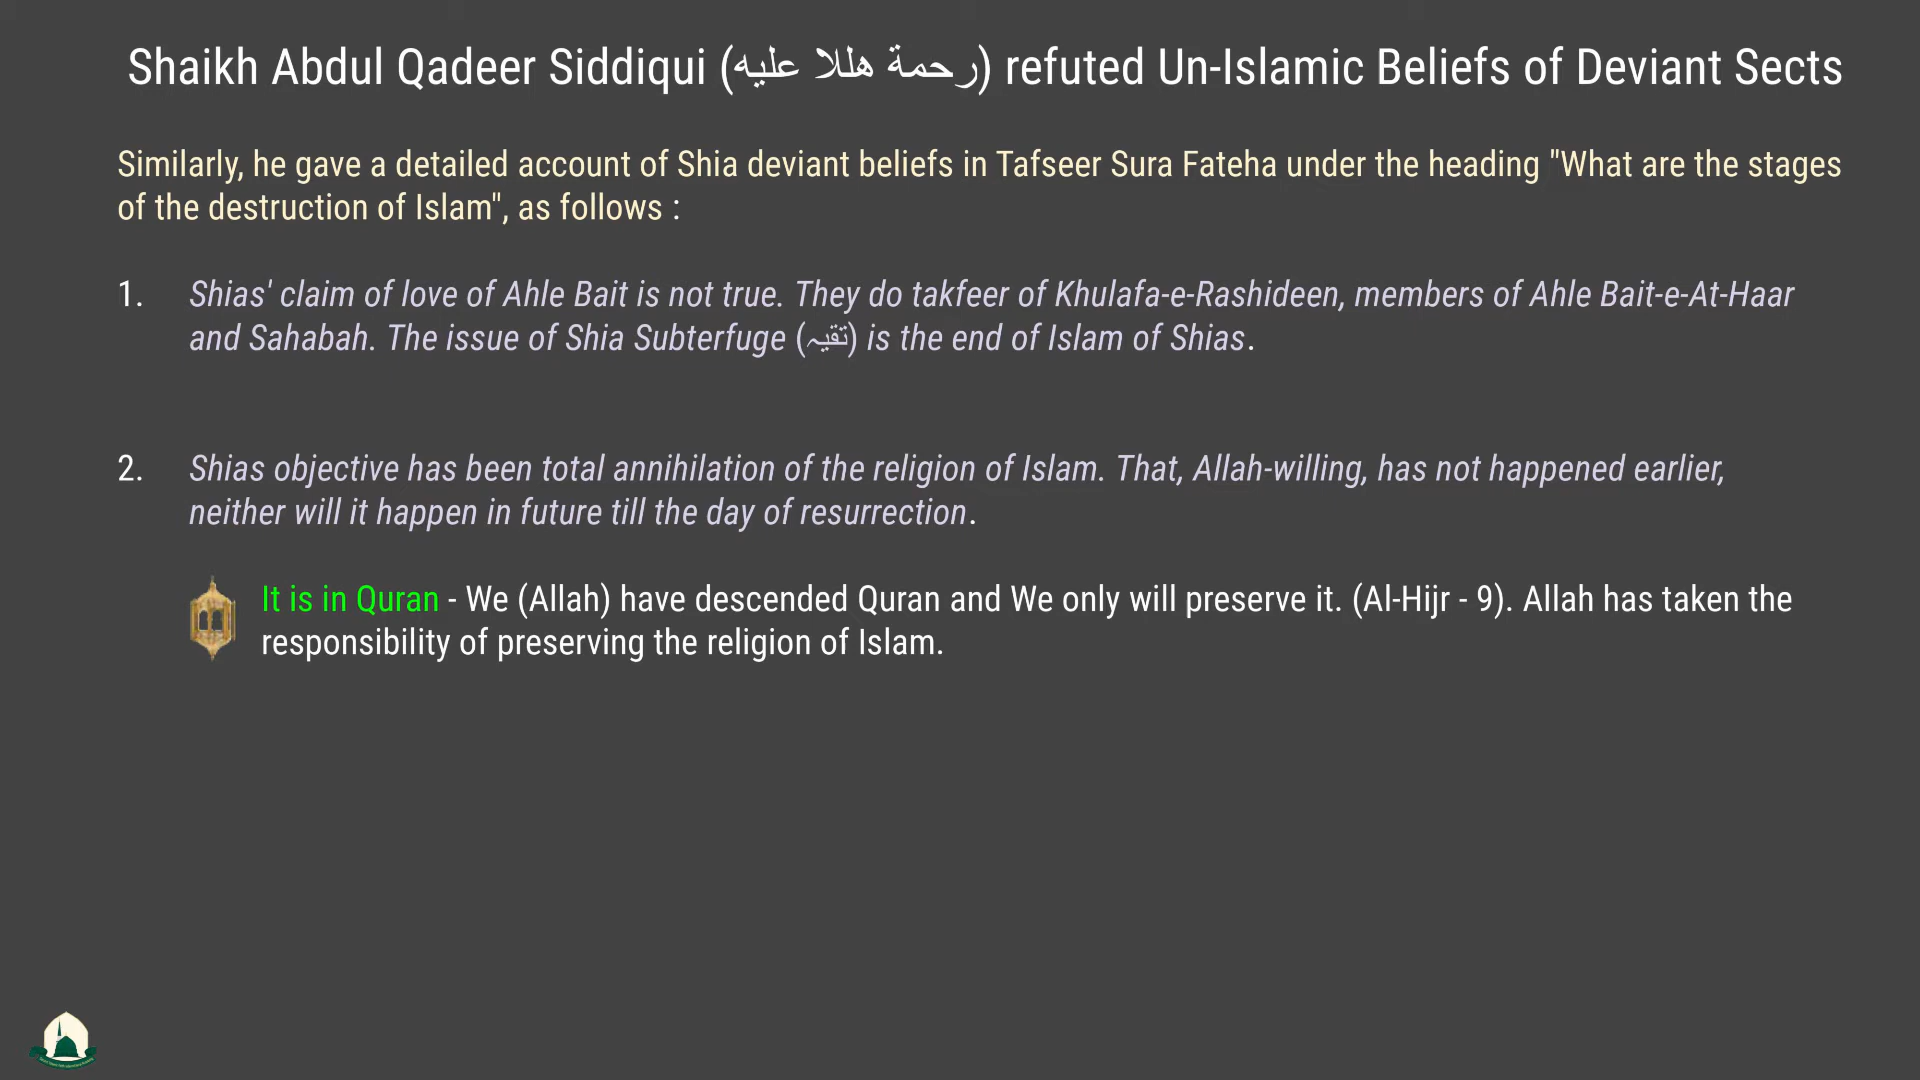 Shaikh Abdul Qadeer Siddiqui (رحمة هللا عليه) refuted Un-Islamic Beliefs of Deviant Sects
Similarly, he gave a detailed account of Shia deviant beliefs in Tafseer Sura Fateha under the heading "What are the stages
of the destruction of Islam", as follows :
1. Shias' claim of love of Ahle Bait is not true. They do takfeer of Khulafa-e-Rashideen, members of Ahle Bait-e-At-Haar
and Sahabah. The issue of Shia Subterfuge (تقیہ) is the end of Islam of Shias.
2. Shias objective has been total annihilation of the religion of Islam. That, Allah-willing, has not happened earlier,
neither will it happen in future till the day of resurrection.
It is in Quran - We (Allah) have descended Quran and We only will preserve it. (Al-Hijr - 9). Allah has taken the
responsibility of preserving the religion of Islam.